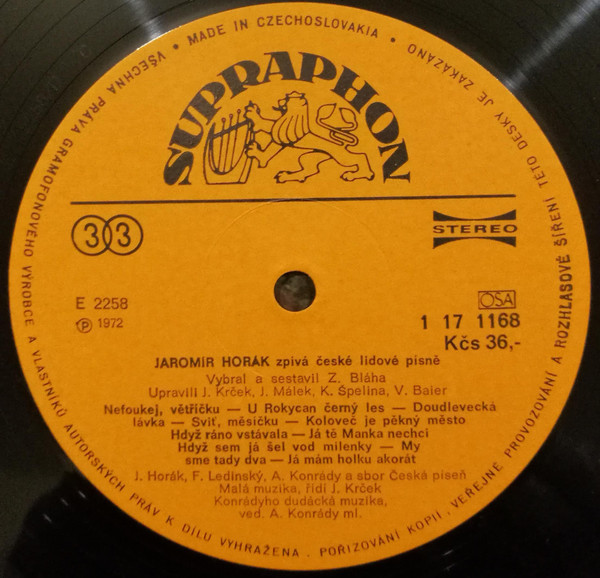 VŠECHNA PRÁVA GRAMOFONOVÉHO VÝROBCE A VLASTNÍKŮ AUTORSKÝCH PRÁV K DÍLU VYHRAŽENA. POŘIZOVÁNÍ KOPIÍ, VEŘEJNÉ PROVOZOVÁNÍ A ROZHLASOVÉ ŠÍŘENÍ TÉTO DESKY JE ZAKÁZÁNO
• MADE IN CZECHOSLOVAKIA •
SUPRAPHON
33
STEREO
E 2258
OSA
Ⓟ 1972
1 17 1168
Kčs 36,-
JAROMÍR HORÁK zpívá české lidové písně
Vybral a sestavil Z. Bláha
Upravili J. Krček, J. Málek, K. Špelina, V. Baier
Nefoukej, větříčku — U Rokycan černý les — Doudlevecká
lávka — Sviť, měsíčku — Koloveč je pěkný město
Hdyž ráno vstávala — Já tě Manka nechci
Hdyž sem já šel vod milenky — My
sme tady dva — Já mám holku akorát
J. Horák, F. Ledinský, A. Konrády a sbor Česká píseň
Malá muzika, řídí J. Krček
Konrádyho dudácká muzika,
ved. A. Konrády ml.